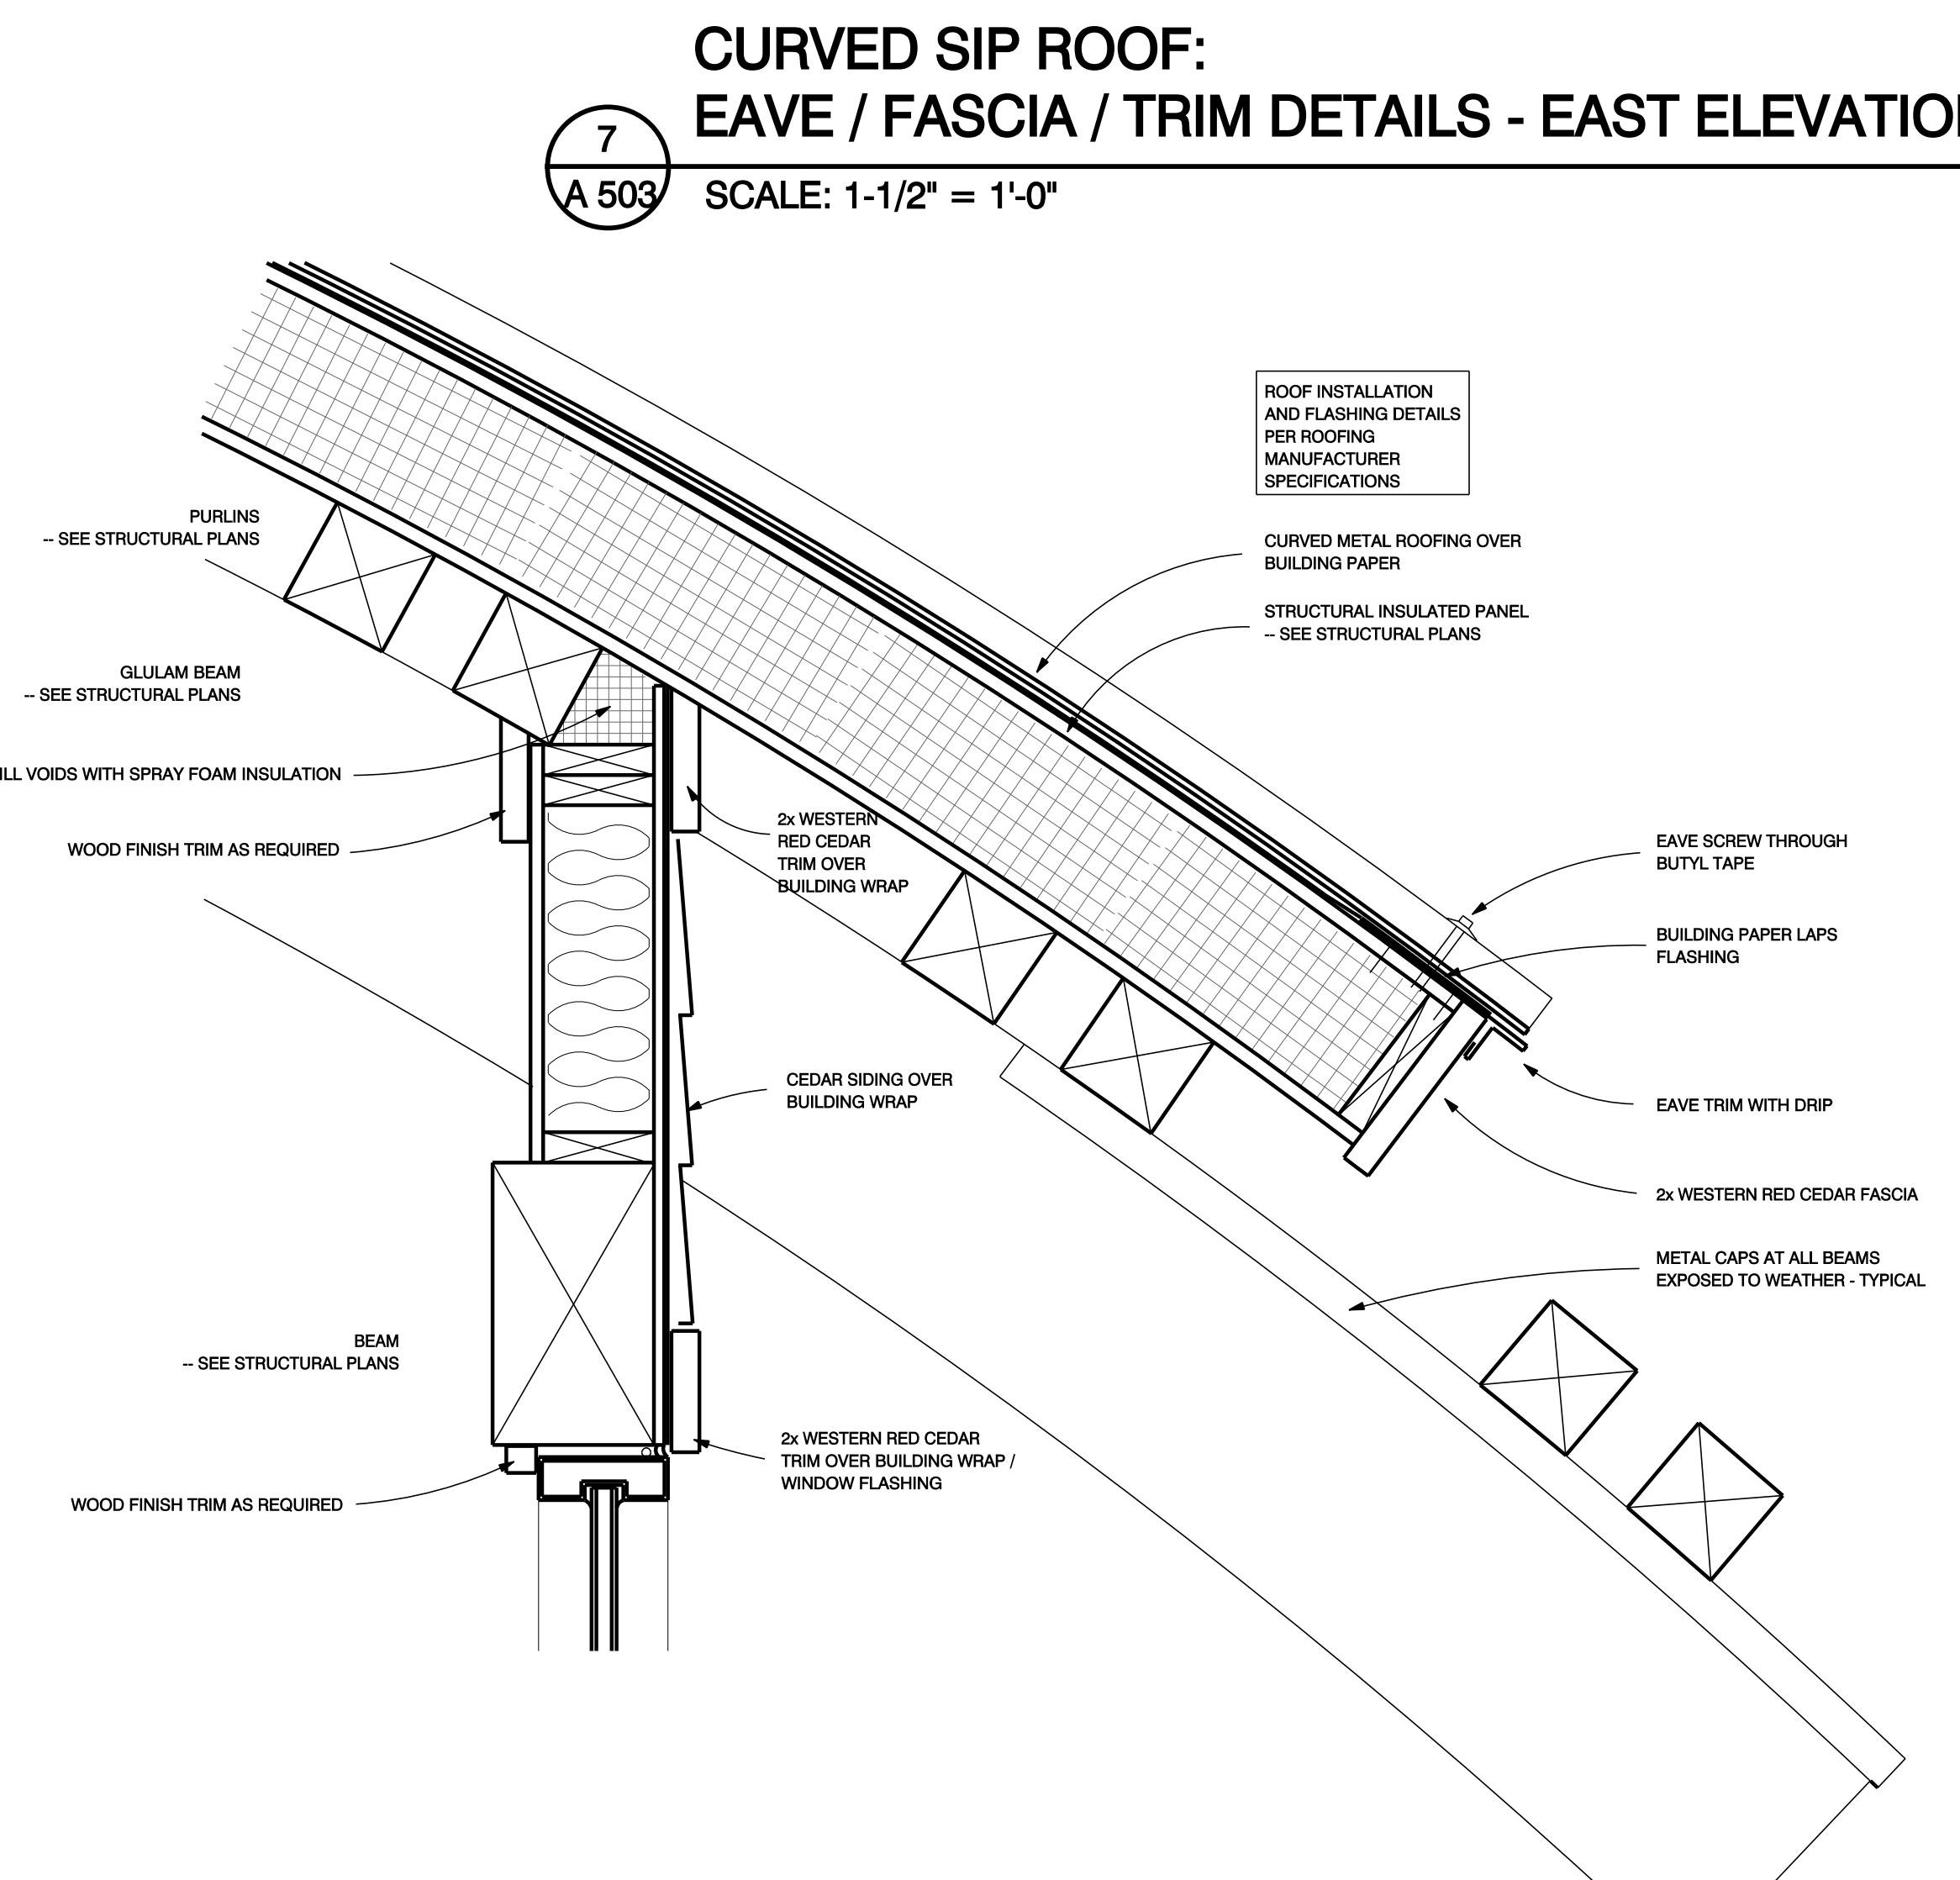 CURVED SIP ROOF:
EAVE / FASCIA / TRIM DETAILS - EAST ELEVATION
7
A 503
SCALE: 1-1/2" = 1'-0"
ROOF INSTALLATION
AND FLASHING DETAILS
PER ROOFING
MANUFACTURER
SPECIFICATIONS
PURLINS
-- SEE STRUCTURAL PLANS
CURVED METAL ROOFING OVER
BUILDING PAPER
STRUCTURAL INSULATED PANEL
-- SEE STRUCTURAL PLANS
GLULAM BEAM
-- SEE STRUCTURAL PLANS
ILL VOIDS WITH SPRAY FOAM INSULATION
WOOD FINISH TRIM AS REQUIRED
2x WESTERN
RED CEDAR
TRIM OVER
BUILDING WRAP
EAVE SCREW THROUGH
BUTYL TAPE
BUILDING PAPER LAPS
FLASHING
CEDAR SIDING OVER
BUILDING WRAP
EAVE TRIM WITH DRIP
2x WESTERN RED CEDAR FASCIA
METAL CAPS AT ALL BEAMS
EXPOSED TO WEATHER - TYPICAL
BEAM
-- SEE STRUCTURAL PLANS
2x WESTERN RED CEDAR
TRIM OVER BUILDING WRAP /
WINDOW FLASHING
WOOD FINISH TRIM AS REQUIRED